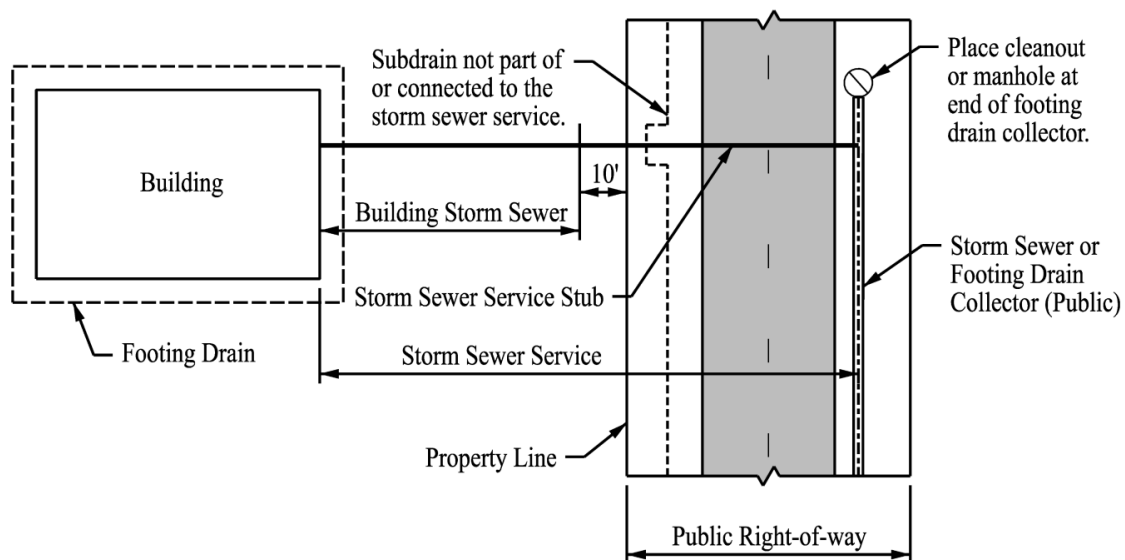 Subdrain not part of
or connected to the
storm sewer service.
Place cleanout
or manhole at
end of footing
drain collector.
Building
10'
Building Storm Sewer
Storm Sewer or
Footing Drain
Collector (Public)
Storm Sewer Service Stub
Footing Drain
Storm Sewer Service
Property Line
Public Right-of-way